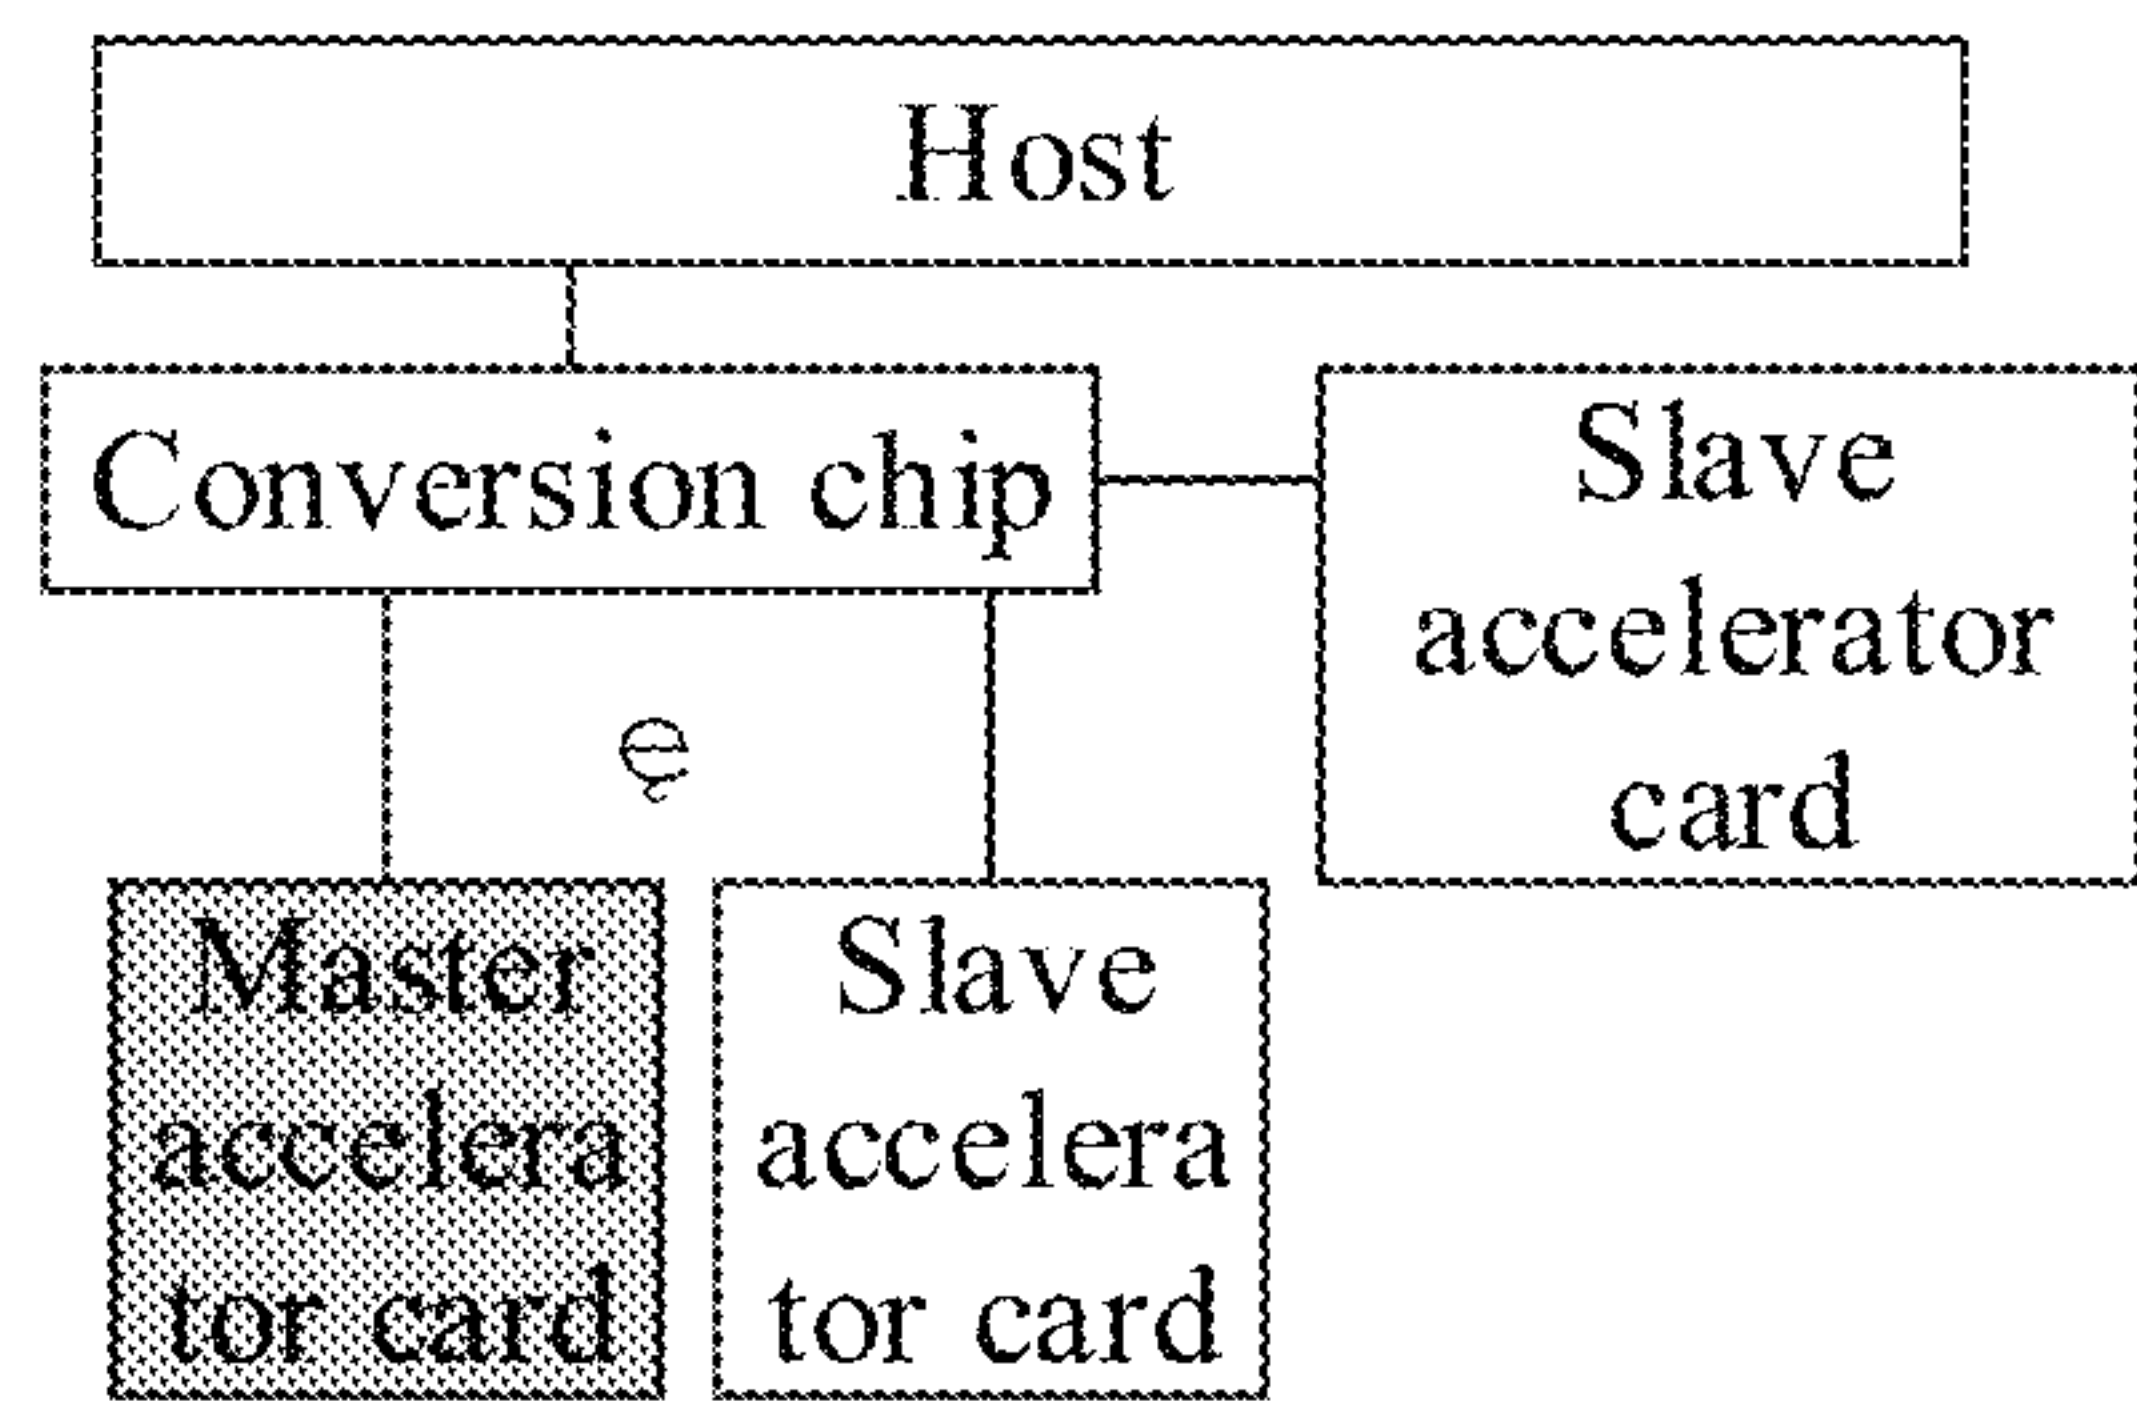 Host
Conversion chip
Slave
accelerator
card
ę
Master
accelera
tor card
Slave
accelera
tor card